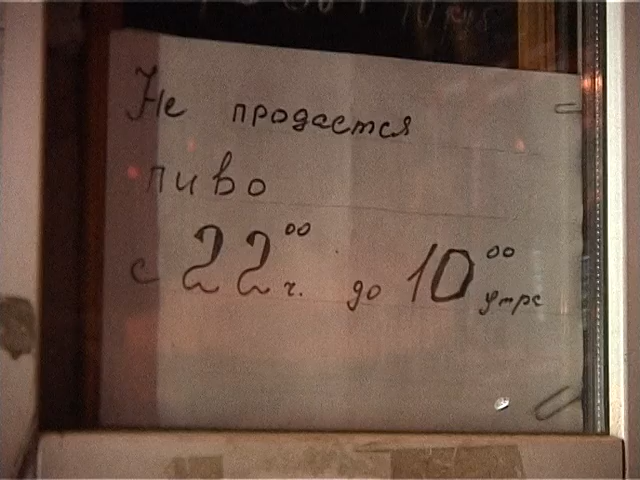 Не продается
пиво
с 22⁰⁰ ч. до 10⁰⁰ утра